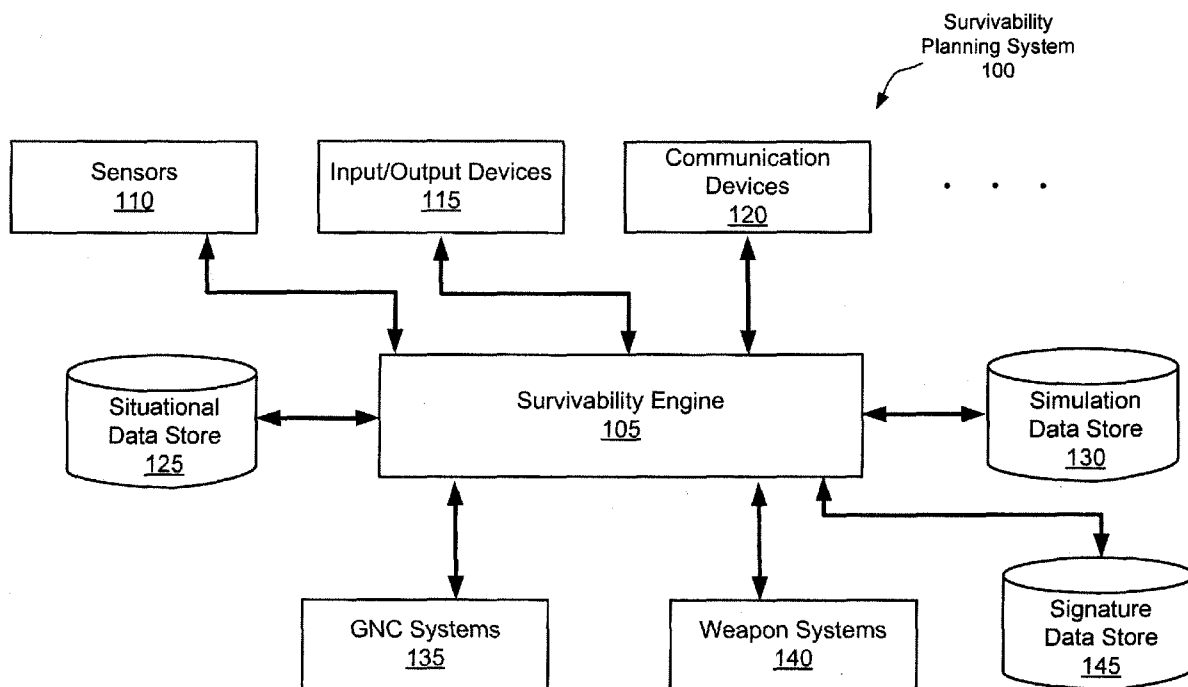 Survivability
Planning System
100
Sensors
110
Input/Output Devices
115
Communication
Devices
120
. . .
Situational
Data Store
125
Survivability Engine
105
Simulation
Data Store
130
GNC Systems
135
Weapon Systems
140
Signature
Data Store
145